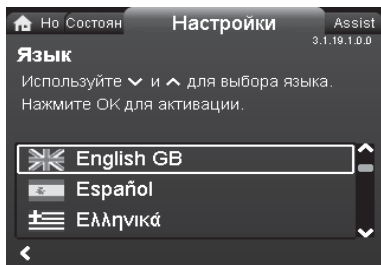 Но Состоян Настройки Assist
3.1.19.1.0.0
Язык
Используйте и для выбора языка.
Нажмите OK для активации.
English GB
Español
Ελληνικά